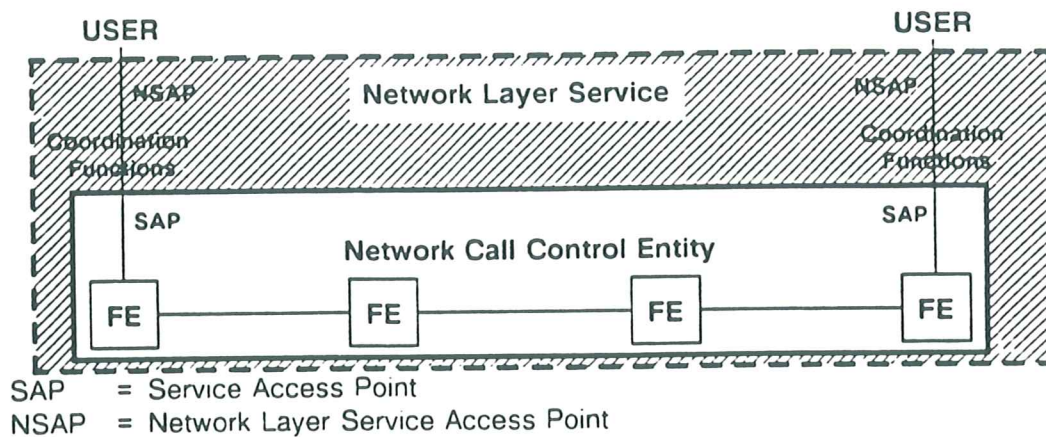 USER USER
NSAP Network Layer Service NSAP
Coordination Functions Coordination Functions
SAP SAP
Network Call Control Entity
FE FE FE FE
SAP = Service Access Point
NSAP = Network Layer Service Access Point